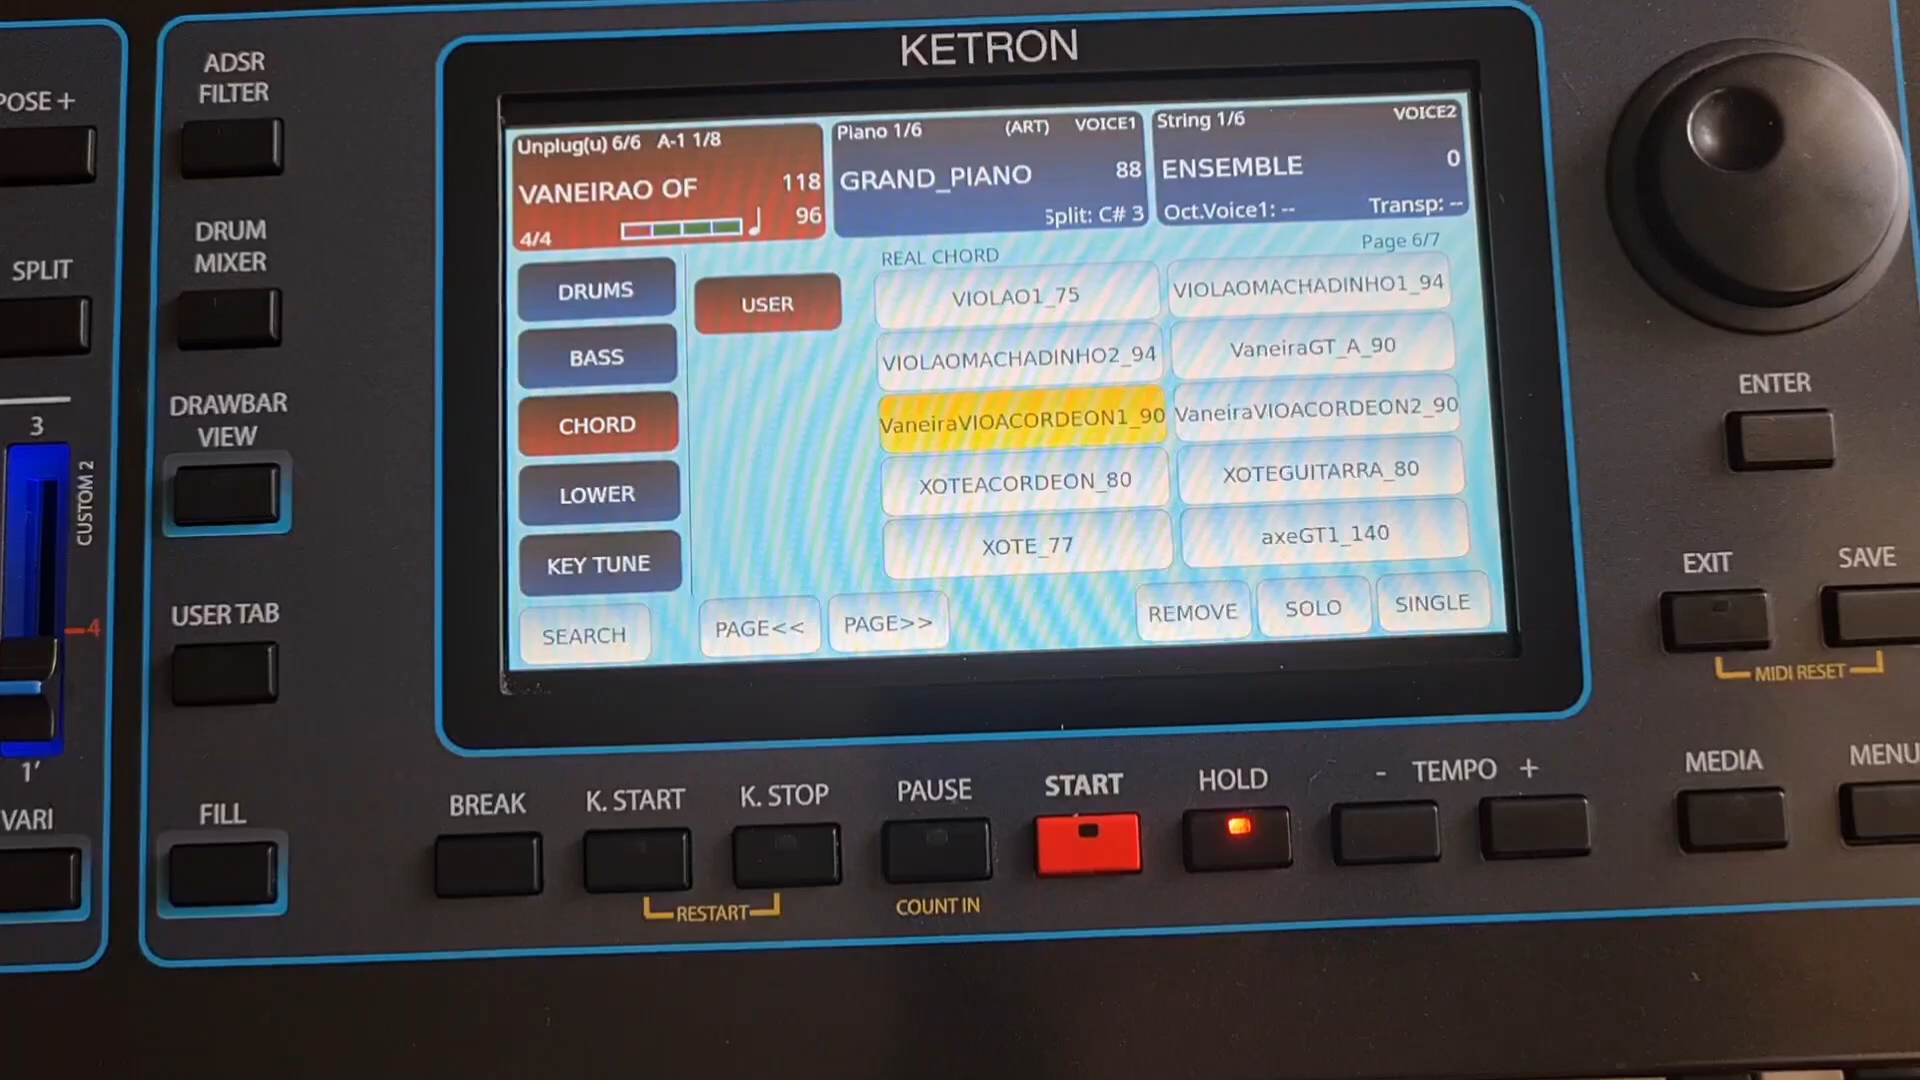 KETRON
POSE +
SPLIT
3
CUSTOM 2
4
1'
VARI
ADSR
FILTER
DRUM
MIXER
DRAWBAR
VIEW
USER TAB
FILL
Unplug(u) 6/6 A-1 1/8
VANEIRAO OF 118
96
4/4
Piano 1/6 (ART) VOICE1
GRAND_PIANO 88
Split: C# 3
String 1/6 VOICE2
ENSEMBLE 0
Oct.Voice1: -- Transp: --
REAL CHORD Page 6/7
DRUMS
BASS
CHORD
LOWER
KEY TUNE
USER
VIOLAO1_75 VIOLAOMACHADINHO1_94
VIOLAOMACHADINHO2_94 VaneiraGT_A_90
VaneiraVIOACORDEON1_90 VaneiraVIOACORDEON2_90
XOTEACORDEON_80 XOTEGUITARRA_80
XOTE_77 axeGT1_140
SEARCH PAGE<< PAGE>> REMOVE SOLO SINGLE
ENTER
EXIT SAVE
MIDI RESET
MEDIA MENU
BREAK K. START K. STOP PAUSE START HOLD - TEMPO +
RESTART COUNT IN